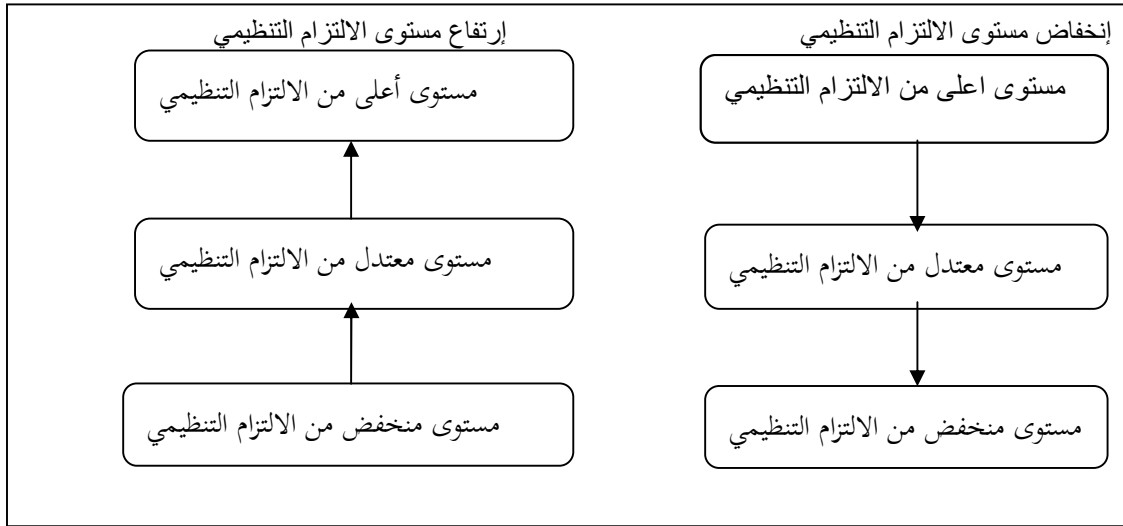 إنخفاض مستوى الالتزام التنظيمي
إرتفاع مستوى الالتزام التنظيمي
مستوى اعلى من الالتزام التنظيمي
مستوى أعلى من الالتزام التنظيمي
مستوى معتدل من الالتزام التنظيمي
مستوى معتدل من الالتزام التنظيمي
مستوى منخفض من الالتزام التنظيمي
مستوى منخفض من الالتزام التنظيمي